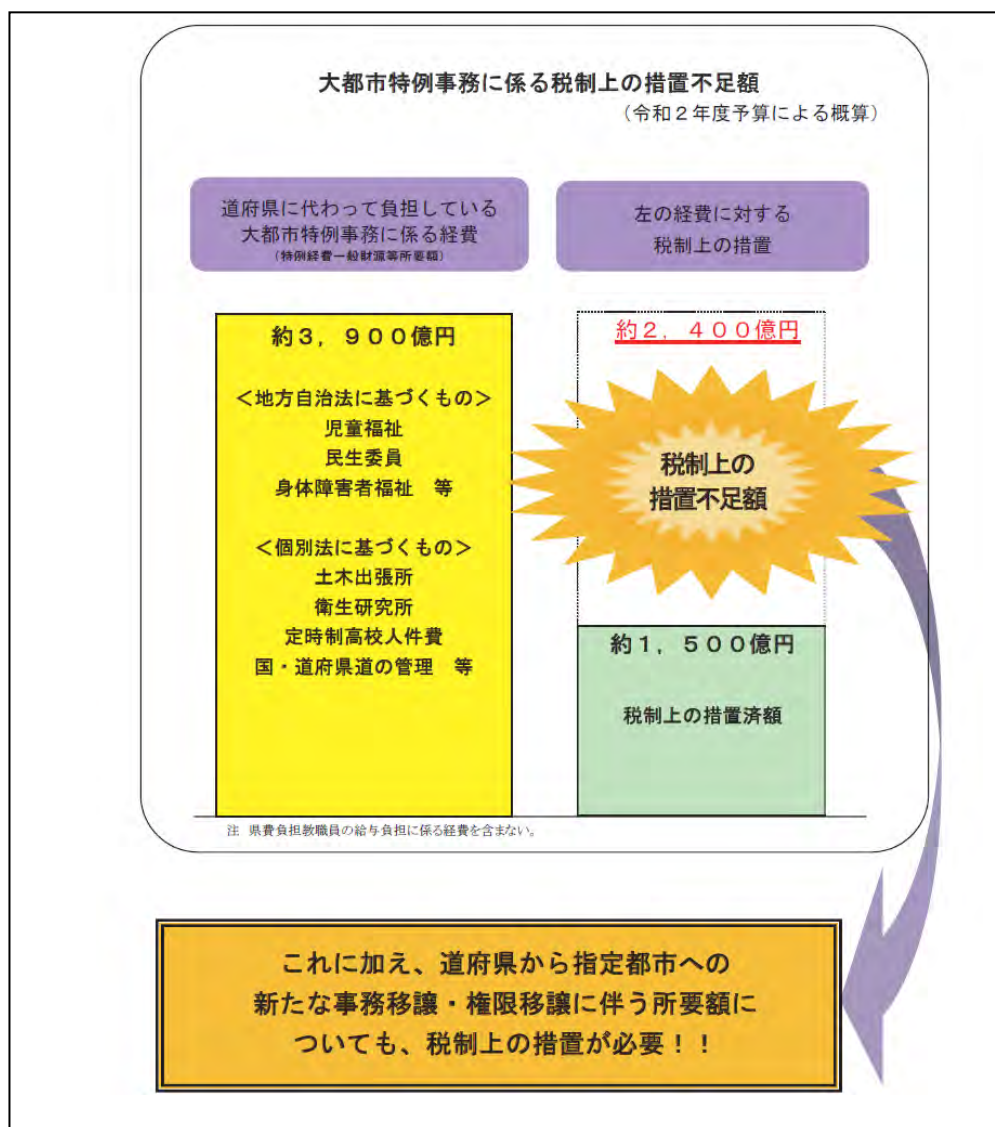 大都市特例事務に係る税制上の措置不足額
（令和２年度予算による概算）
道府県に代わって負担している
大都市特例事務に係る経費
（特例経費一般財源等所要額）
左の経費に対する
税制上の措置
約３，９００億円
＜地方自治法に基づくもの＞
児童福祉
民生委員
身体障害者福祉　等
＜個別法に基づくもの＞
土木出張所
衛生研究所
定時制高校人件費
国・道府県道の管理　等
約２，４００億円
税制上の
措置不足額
約１，５００億円
税制上の措置済額
注　県費負担教職員の給与負担に係る経費を含まない。
これに加え、道府県から指定都市への
新たな事務移譲・権限移譲に伴う所要額に
ついても、税制上の措置が必要！！